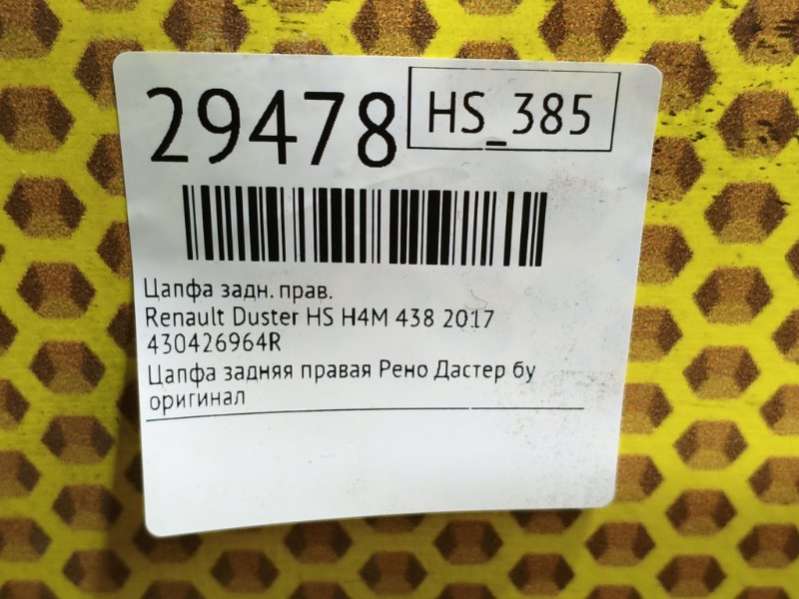 29478
HS_385
Цапфа задн. прав.
Renault Duster HS H4M 438 2017
430426964R
Цапфа задняя правая Рено Дастер бу
оригинал